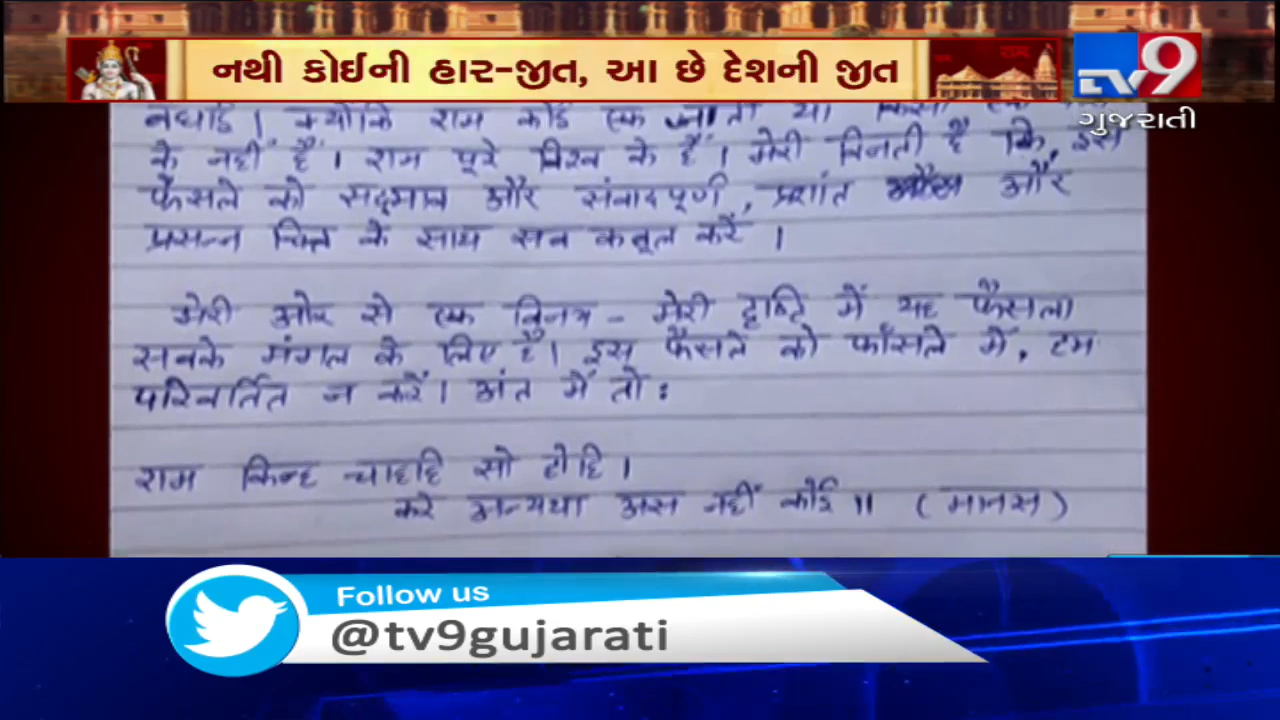 નથી કોઈની હાર-જીત, આ છે દેશની જીત
TV9
ગુજરાતી
बधाई। क्योंकि राम कोई एक जाती या किसी
के नहीं हैं। राम पूरे विश्व के हैं। मेरी विनती है कि, इस
फैसले को सद्‌भाव और संवादपूर्ण, प्रशांत और
प्रसन्न चित्त के साथ सब कबूल करें।
मेरी ओर से एक विनय - मेरी दृष्टि में यह फैसला
सबके मंगल के लिए है। इस फैसले को फाँसले में, हम
परिवर्तित न करें। अंत में तो :
राम किन्ह चाहहि सो होहि।
करे अन्यथा अस नहीं कोई॥ (मानस)
Follow us
@tv9gujarati